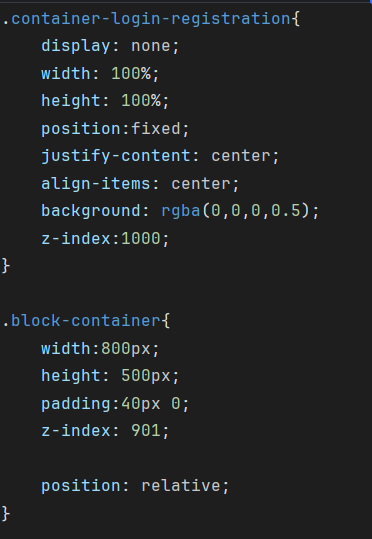 .container-login-registration{
    display: none;
    width: 100%;
    height: 100%;
    position:fixed;
    justify-content: center;
    align-items: center;
    background: rgba(0,0,0,0.5);
    z-index:1000;
}
.block-container{
    width:800px;
    height: 500px;
    padding:40px 0;
    z-index: 901;
    position: relative;
}